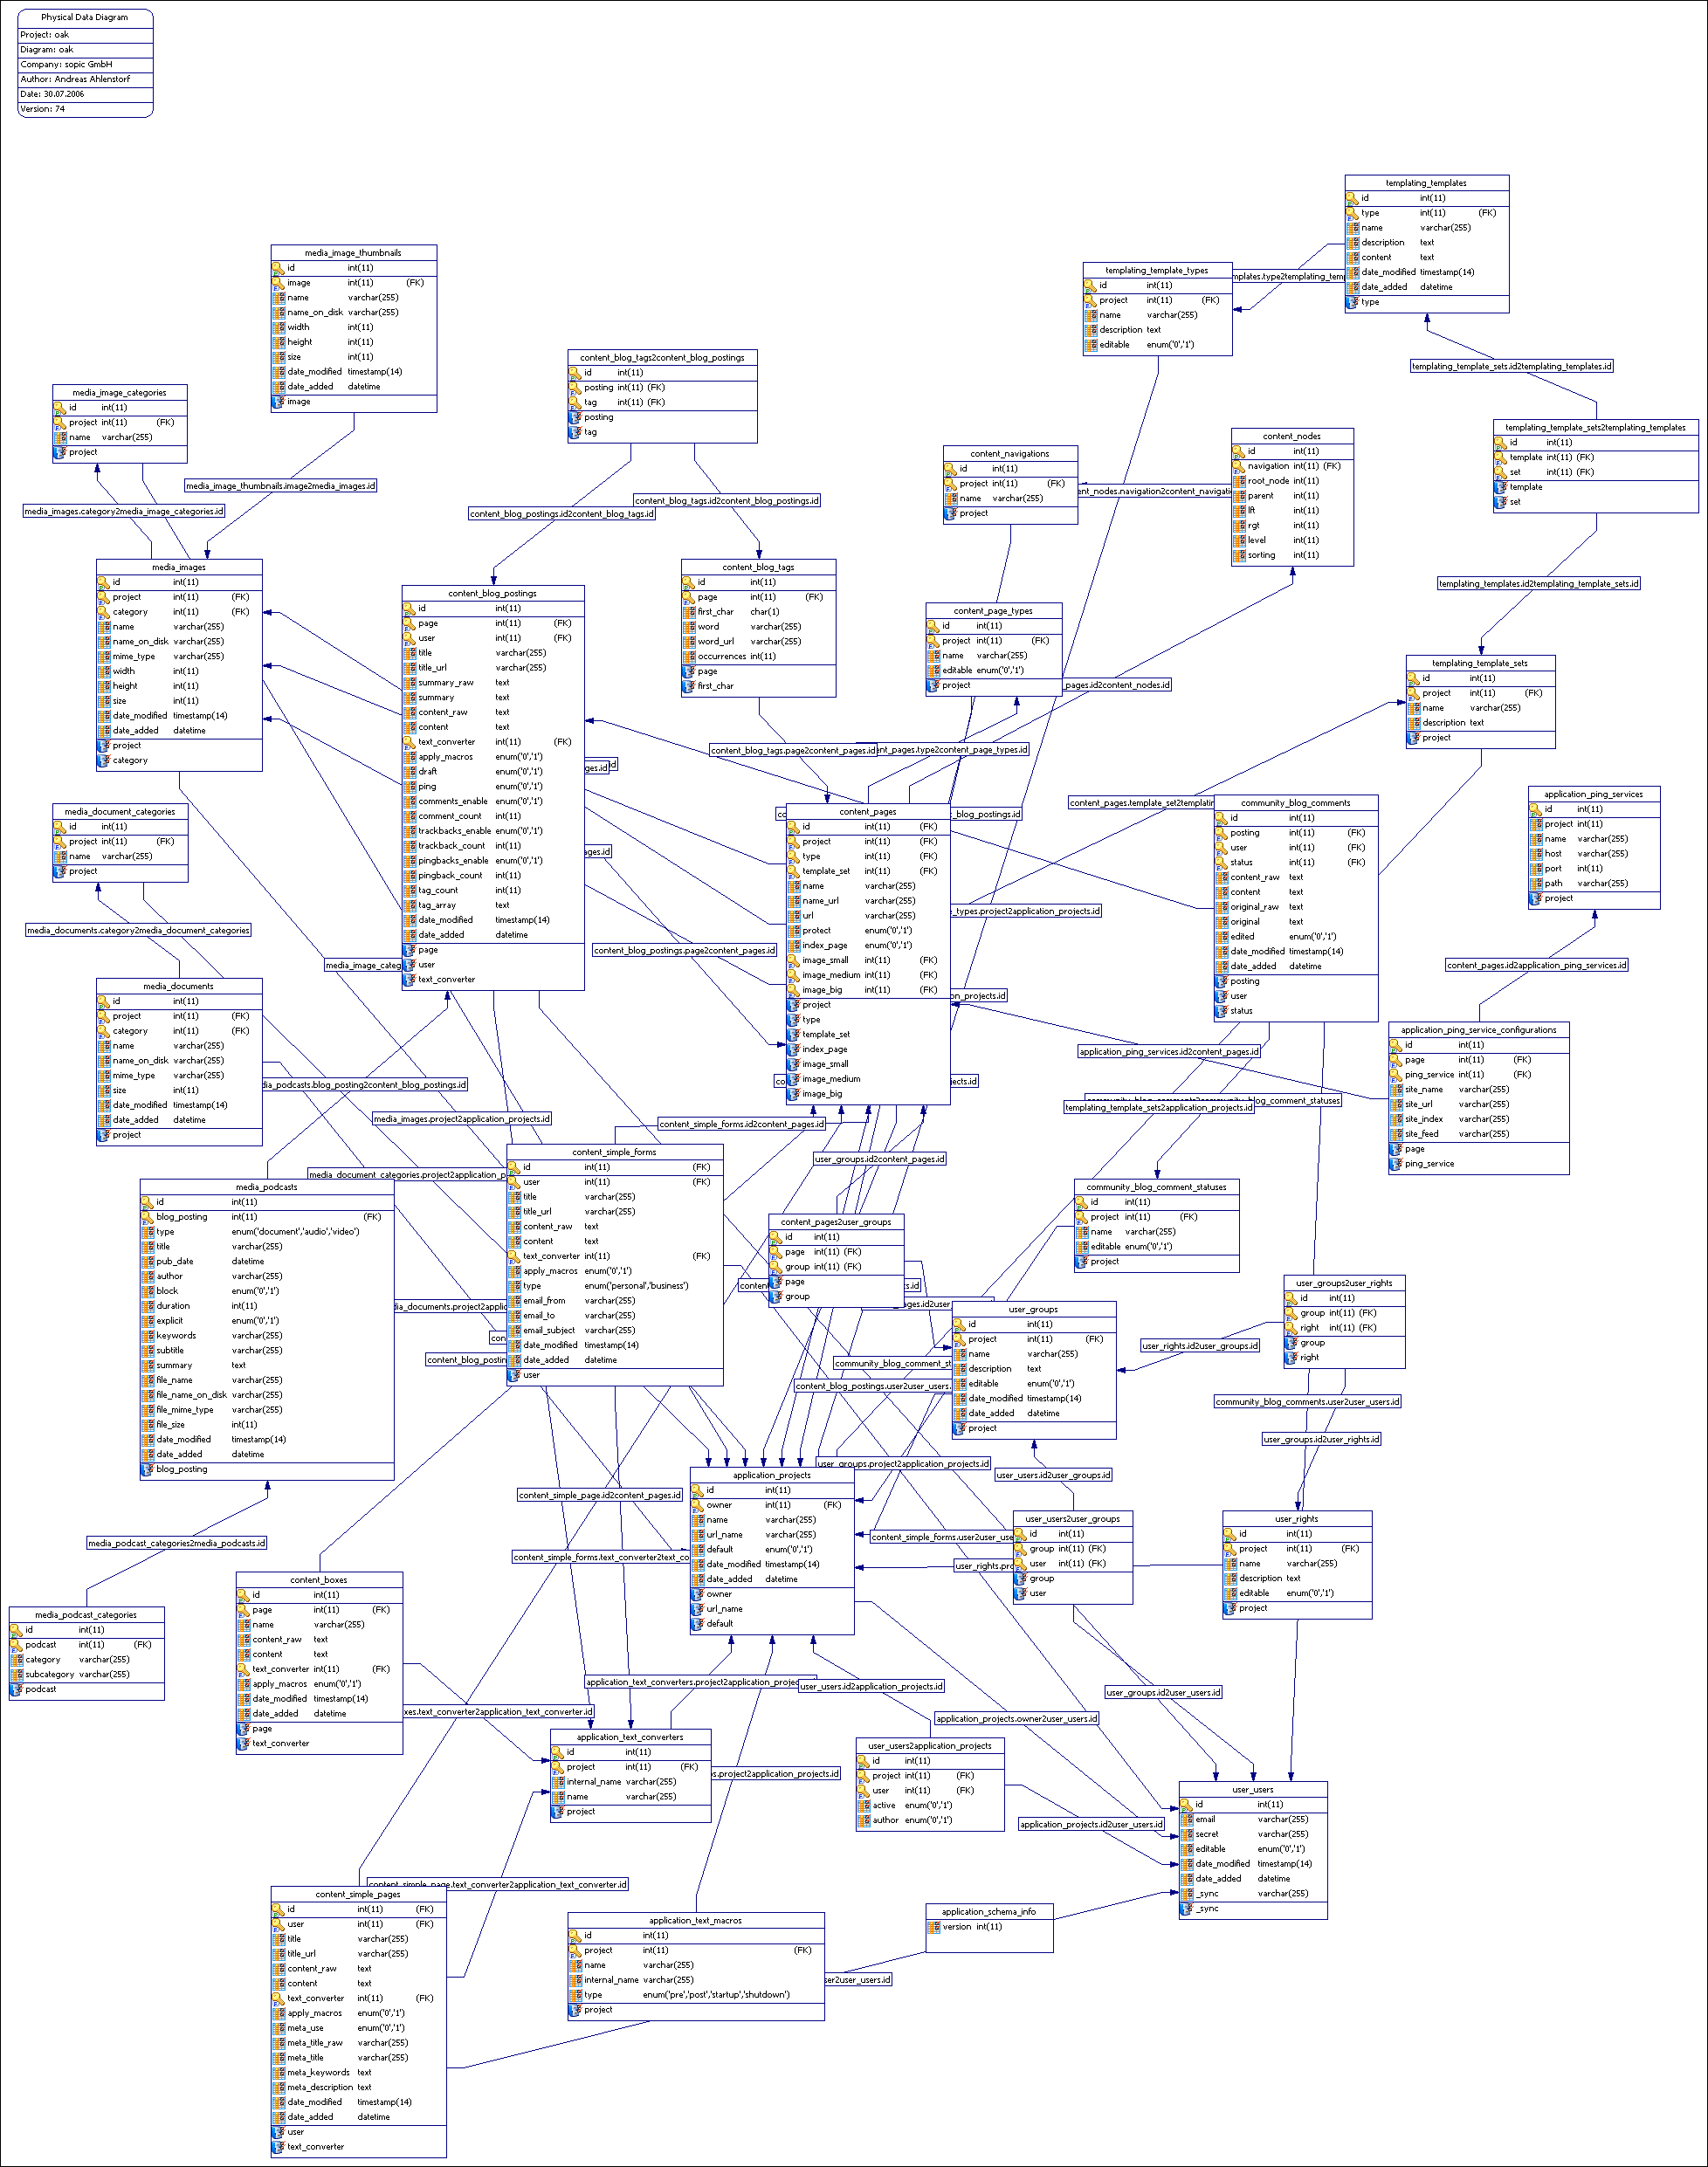 Physical Data Diagram
Project: oak
Diagram: oak
Company: sopic GmbH
Author: Andreas Ahlenstorf
Date: 30.07.2006
Version: 74
templating_templates
id int(11)
type int(11) (FK)
name varchar(255)
description text
content text
date_modified timestamp(14)
date_added datetime
type
media_image_thumbnails
id int(11)
image int(11) (FK)
name varchar(255)
name_on_disk varchar(255)
width int(11)
height int(11)
size int(11)
date_modified timestamp(14)
date_added datetime
image
templating_template_types
id int(11)
project int(11) (FK)
name varchar(255)
description text
editable enum('0','1')
templating_template_sets.id2templating_templates.id
content_blog_tags2content_blog_postings
id int(11)
posting int(11) (FK)
tag int(11) (FK)
posting
tag
media_image_categories
id int(11)
project int(11) (FK)
name varchar(255)
project
templating_template_sets2templating_templates
id int(11)
template int(11) (FK)
set int(11) (FK)
template
set
content_nodes
id int(11)
navigation int(11) (FK)
root_node int(11)
parent int(11)
lft int(11)
rgt int(11)
level int(11)
sorting int(11)
content_navigations
id int(11)
project int(11) (FK)
name varchar(255)
project
media_image_thumbnails.image2media_images.id
media_images.category2media_image_categories.id
content_blog_tags.id2content_blog_postings.id
content_blog_postings.id2content_blog_tags.id
media_images
id int(11)
project int(11) (FK)
category int(11) (FK)
name varchar(255)
name_on_disk varchar(255)
mime_type varchar(255)
width int(11)
height int(11)
size int(11)
date_modified timestamp(14)
date_added datetime
project
category
content_blog_postings
id int(11)
page int(11) (FK)
user int(11) (FK)
title varchar(255)
title_url varchar(255)
summary_raw text
summary text
content_raw text
content text
text_converter int(11) (FK)
apply_macros enum('0','1')
draft enum('0','1')
ping enum('0','1')
comments_enable enum('0','1')
comment_count int(11)
trackbacks_enable enum('0','1')
trackback_count int(11)
pingbacks_enable enum('0','1')
pingback_count int(11)
tag_count int(11)
tag_array text
date_modified timestamp(14)
date_added datetime
page
user
text_converter
content_blog_tags
id int(11)
page int(11) (FK)
first_char char(1)
word varchar(255)
word_url varchar(255)
occurrences int(11)
page
first_char
content_page_types
id int(11)
project int(11) (FK)
name varchar(255)
editable enum('0','1')
project
pages.id2content_nodes.id
templating_templates.id2templating_template_sets.id
templating_template_sets
id int(11)
project int(11) (FK)
name varchar(255)
description text
project
content_blog_tags.page2content_pages.id
content_pages
id int(11) (FK)
project int(11) (FK)
type int(11) (FK)
template_set int(11) (FK)
name varchar(255)
name_url varchar(255)
url varchar(255)
protect enum('0','1')
index_page enum('0','1')
image_small int(11) (FK)
image_medium int(11) (FK)
image_big int(11) (FK)
project
type
template_set
index_page
image_small
image_medium
image_big
community_blog_comments
id int(11)
posting int(11) (FK)
user int(11) (FK)
status int(11) (FK)
content_raw text
content text
original_raw text
original text
edited enum('0','1')
date_modified timestamp(14)
date_added datetime
posting
user
status
application_ping_services
id int(11)
project int(11)
name varchar(255)
host varchar(255)
port int(11)
path varchar(255)
project
media_document_categories
id int(11)
project int(11) (FK)
name varchar(255)
project
media_documents.category2media_document_categories
content_blog_postings.page2content_pages.id
content_pages.id2application_ping_services.id
media_documents
id int(11)
project int(11) (FK)
category int(11) (FK)
name varchar(255)
name_on_disk varchar(255)
mime_type varchar(255)
size int(11)
date_modified timestamp(14)
date_added datetime
project
application_ping_service_configurations
id int(11)
page int(11) (FK)
ping_service int(11) (FK)
site_name varchar(255)
site_url varchar(255)
site_index varchar(255)
site_feed varchar(255)
page
ping_service
application_ping_services.id2content_pages.id
templating_template_sets2application_projects.id
media_images.project2application_projects.id
content_simple_forms.id2content_pages.id
user_groups.id2content_pages.id
content_simple_forms
id int(11) (FK)
user int(11) (FK)
title varchar(255)
title_url varchar(255)
content_raw text
content text
text_converter int(11) (FK)
apply_macros enum('0','1')
type enum('personal','business')
email_from varchar(255)
email_to varchar(255)
email_subject varchar(255)
date_modified timestamp(14)
date_added datetime
user
media_podcasts
id int(11)
blog_posting int(11) (FK)
type enum('document','audio','video')
title varchar(255)
pub_date datetime
author varchar(255)
block enum('0','1')
duration int(11)
explicit enum('0','1')
keywords varchar(255)
subtitle varchar(255)
summary text
file_name varchar(255)
file_name_on_disk varchar(255)
file_mime_type varchar(255)
file_size int(11)
date_modified timestamp(14)
date_added datetime
blog_posting
community_blog_comment_statuses
id int(11)
project int(11) (FK)
name varchar(255)
editable enum('0','1')
project
content_pages2user_groups
id int(11)
page int(11) (FK)
group int(11) (FK)
page
group
user_groups2user_rights
id int(11)
group int(11) (FK)
right int(11) (FK)
group
right
user_groups
id int(11)
project int(11) (FK)
name varchar(255)
description text
editable enum('0','1')
date_modified timestamp(14)
date_added datetime
project
user_rights.id2user_groups.id
community_blog_comments.user2user_users.id
user_groups.id2user_rights.id
user_groups.project2application_projects.id
user_users.id2user_groups.id
application_projects
id int(11)
owner int(11) (FK)
name varchar(255)
url_name varchar(255)
default enum('0','1')
date_modified timestamp(14)
date_added datetime
owner
url_name
default
content_simple_page.id2content_pages.id
user_users2user_groups
id int(11)
group int(11) (FK)
user int(11) (FK)
group
user
user_rights
id int(11)
project int(11) (FK)
name varchar(255)
description text
editable enum('0','1')
project
media_podcast_categories2media_podcasts.id
content_boxes
id int(11)
page int(11) (FK)
name varchar(255)
content_raw text
content text
text_converter int(11) (FK)
apply_macros enum('0','1')
date_modified timestamp(14)
date_added datetime
page
text_converter
media_podcast_categories
id int(11)
podcast int(11) (FK)
category varchar(255)
subcategory varchar(255)
podcast
user_users.id2application_projects.id
user_groups.id2user_users.id
application_projects.owner2user_users.id
application_text_converters
id int(11)
project int(11) (FK)
internal_name varchar(255)
name varchar(255)
project
user_users2application_projects
id int(11)
project int(11) (FK)
user int(11) (FK)
active enum('0','1')
author enum('0','1')
user_users
id int(11)
email varchar(255)
secret varchar(255)
editable enum('0','1')
date_modified timestamp(14)
date_added datetime
_sync varchar(255)
_sync
application_projects.id2user_users.id
content_simple_page.text_converter2application_text_converter.id
content_simple_pages
id int(11) (FK)
user int(11) (FK)
title varchar(255)
title_url varchar(255)
content_raw text
content text
text_converter int(11) (FK)
apply_macros enum('0','1')
meta_use enum('0','1')
meta_title_raw varchar(255)
meta_title varchar(255)
meta_keywords text
meta_description text
date_modified timestamp(14)
date_added datetime
user
text_converter
application_text_macros
id int(11)
project int(11) (FK)
name varchar(255)
internal_name varchar(255)
type enum('pre','post','startup','shutdown')
project
application_schema_info
version int(11)